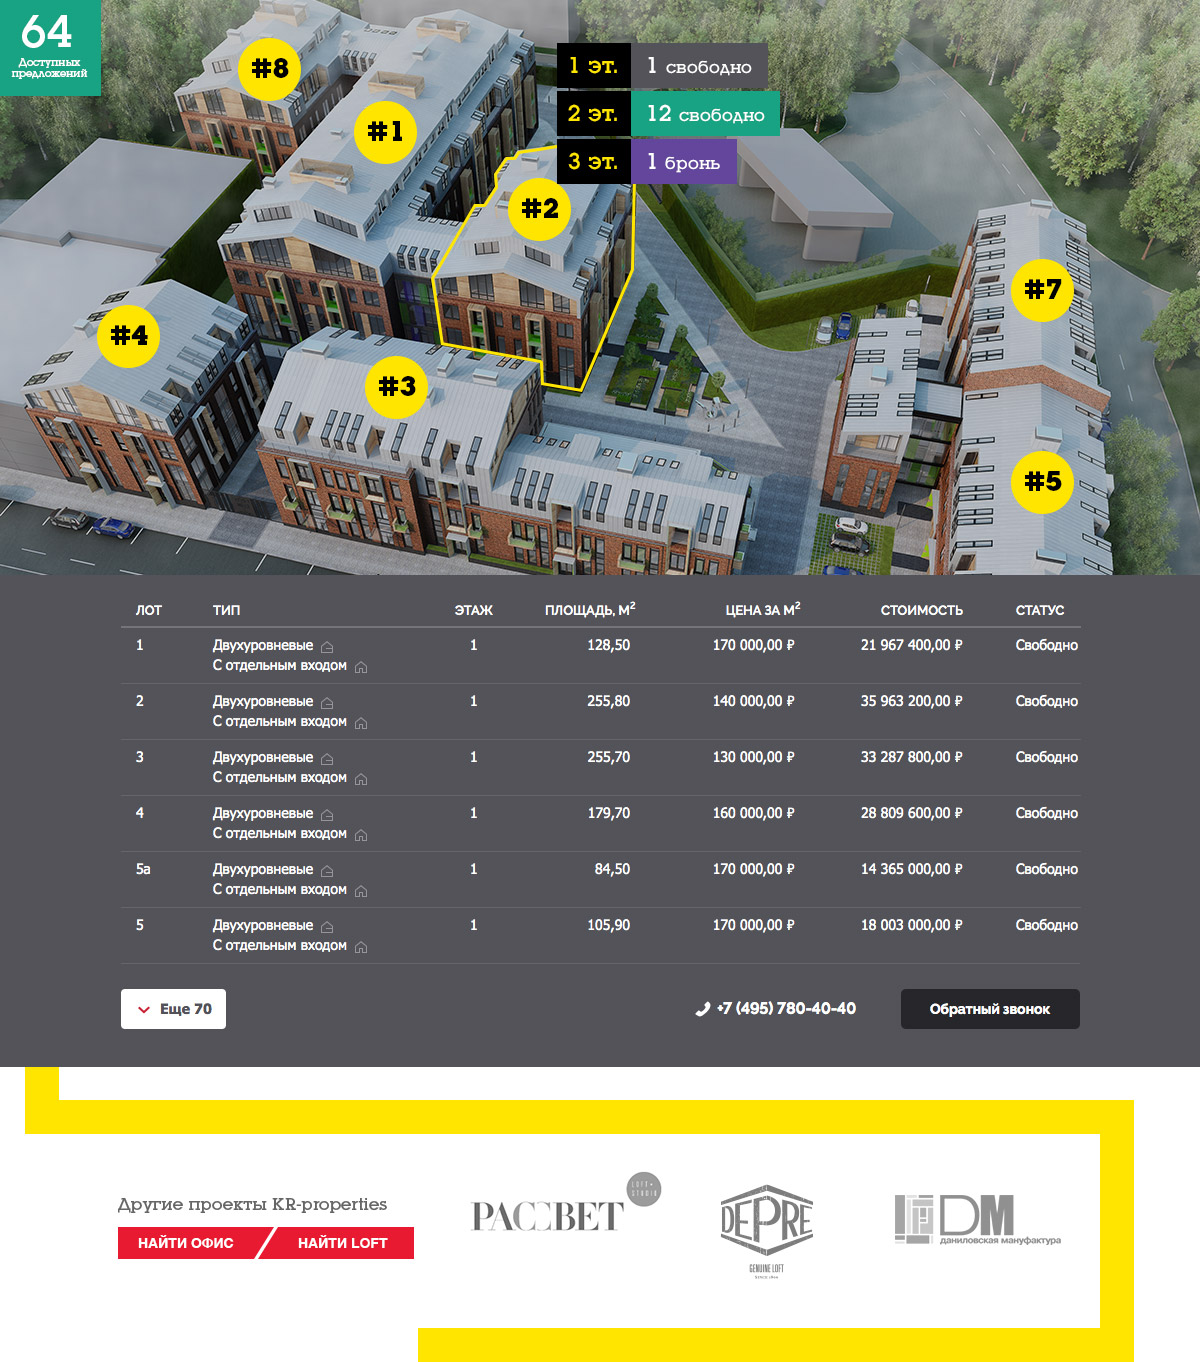 64
Доступных
предложений
#8
#1
1 эт. 1 свободно
2 эт. 12 свободно
3 эт. 1 бронь
#2
#7
#4
#3
#5
ЛОТ ТИП ЭТАЖ ПЛОЩАДЬ, М2 ЦЕНА ЗА М2 СТОИМОСТЬ СТАТУС
1 Двухуровневые 1 128,50 170 000,00 ₽ 21 967 400,00 ₽ Свободно
С отдельным входом
2 Двухуровневые 1 255,80 140 000,00 ₽ 35 963 200,00 ₽ Свободно
С отдельным входом
3 Двухуровневые 1 255,70 130 000,00 ₽ 33 287 800,00 ₽ Свободно
С отдельным входом
4 Двухуровневые 1 179,70 160 000,00 ₽ 28 809 600,00 ₽ Свободно
С отдельным входом
5а Двухуровневые 1 84,50 170 000,00 ₽ 14 365 000,00 ₽ Свободно
С отдельным входом
5 Двухуровневые 1 105,90 170 000,00 ₽ 18 003 000,00 ₽ Свободно
С отдельным входом
Еще 70 +7 (495) 780-40-40 Обратный звонок
Другие проекты KR-properties
НАЙТИ ОФИС НАЙТИ LOFT
РАССВЕТ
LOFT
STUDIO
DEPRE
GENUINE LOFT
DM
даниловская мануфактура